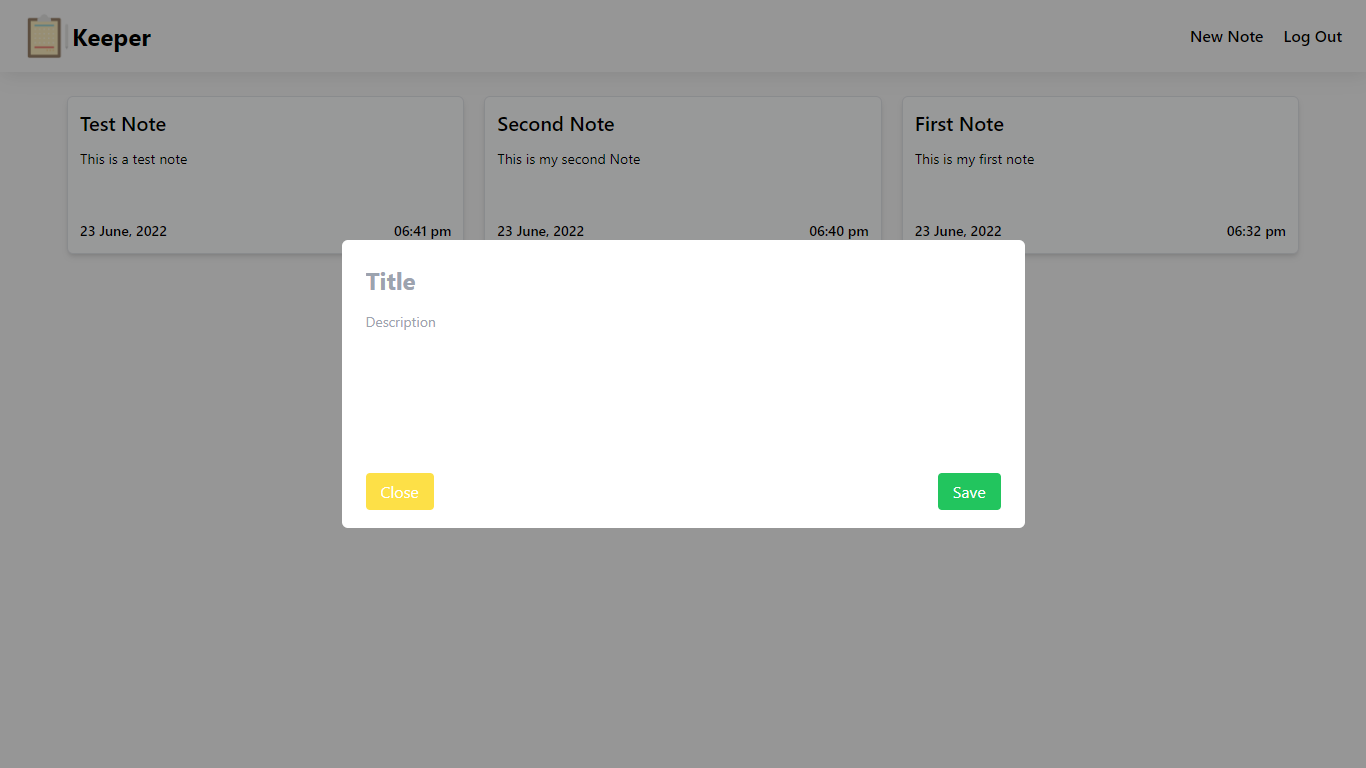 Keeper
New Note Log Out
Test Note
This is a test note
23 June, 2022 06:41 pm
Second Note
This is my second Note
23 June, 2022 06:40 pm
First Note
This is my first note
23 June, 2022 06:32 pm
Title
Description
Close Save